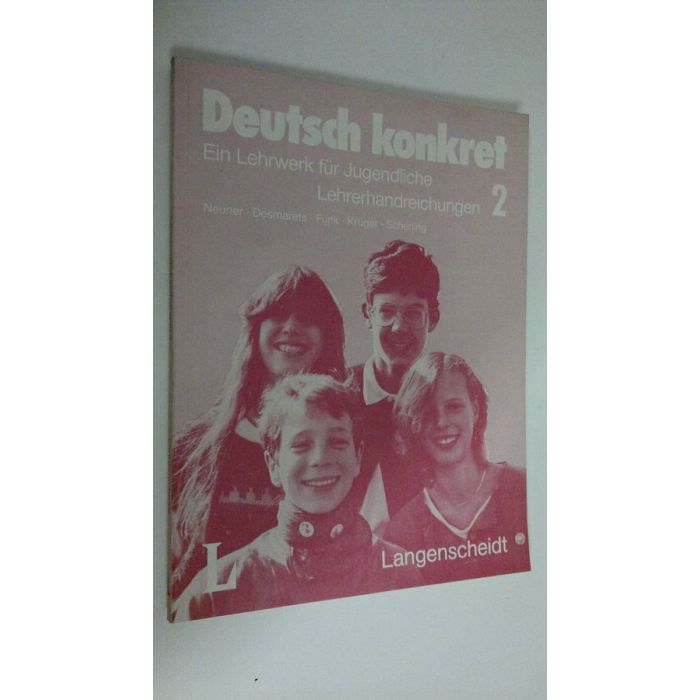 Deutsch konkret
Ein Lehrwerk für Jugendliche
Lehrerhandreichungen 2
Neuner · Desmarets · Funk · Krüger · Scherling
L
Langenscheidt